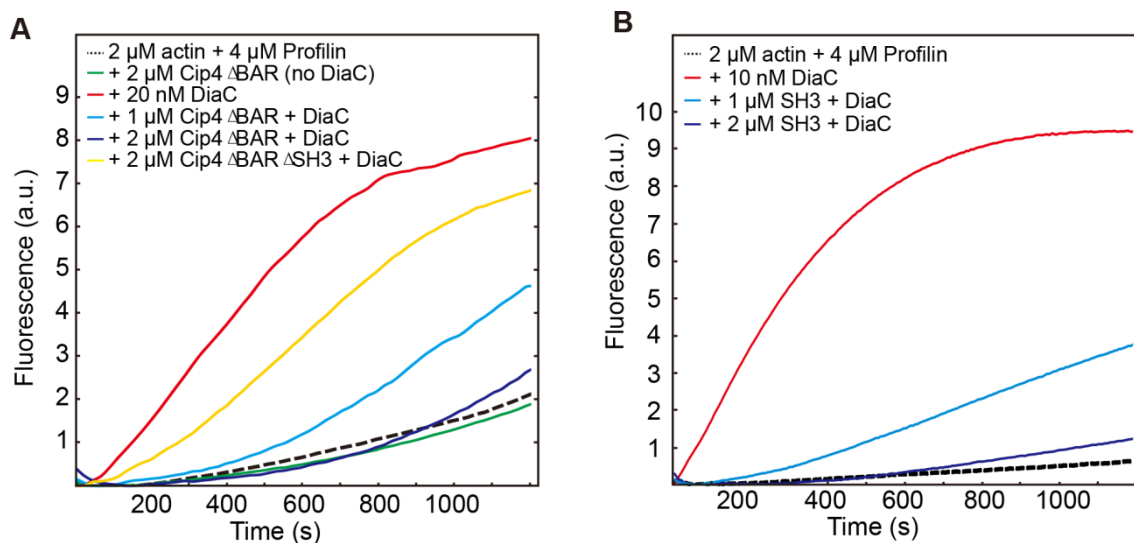 A
2 µM actin + 4 µM Profilin
+ 2 µM Cip4 ΔBAR (no DiaC)
+ 20 nM DiaC
+ 1 µM Cip4 ΔBAR + DiaC
+ 2 µM Cip4 ΔBAR + DiaC
+ 2 µM Cip4 ΔBAR ΔSH3 + DiaC
9
8
7
6
5
4
3
2
1
Fluorescence (a.u.)
200 400 600 800 1000
Time (s)
B
2 µM actin + 4 µM Profilin
+ 10 nM DiaC
+ 1 µM SH3 + DiaC
+ 2 µM SH3 + DiaC
10
9
8
7
6
5
4
3
2
1
Fluorescence (a.u.)
200 400 600 800 1000
Time (s)